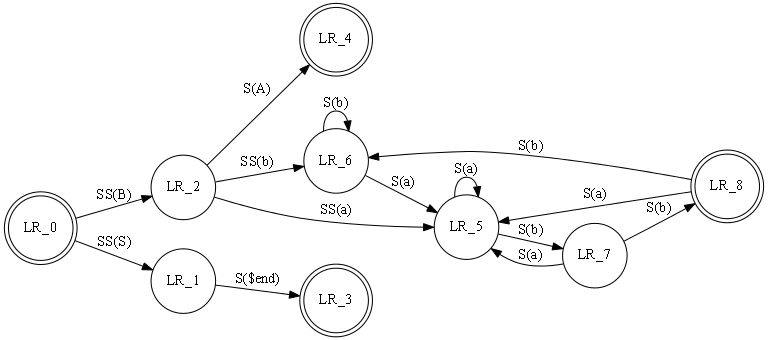 LR_4
S(A)
S(b)
S(b)
SS(b)
LR_6
S(a)
LR_8
SS(B)
LR_2
S(a)
S(a)
SS(a)
S(b)
LR_0
LR_5
S(b)
SS(S)
S(a)
LR_7
LR_1
S($end)
LR_3